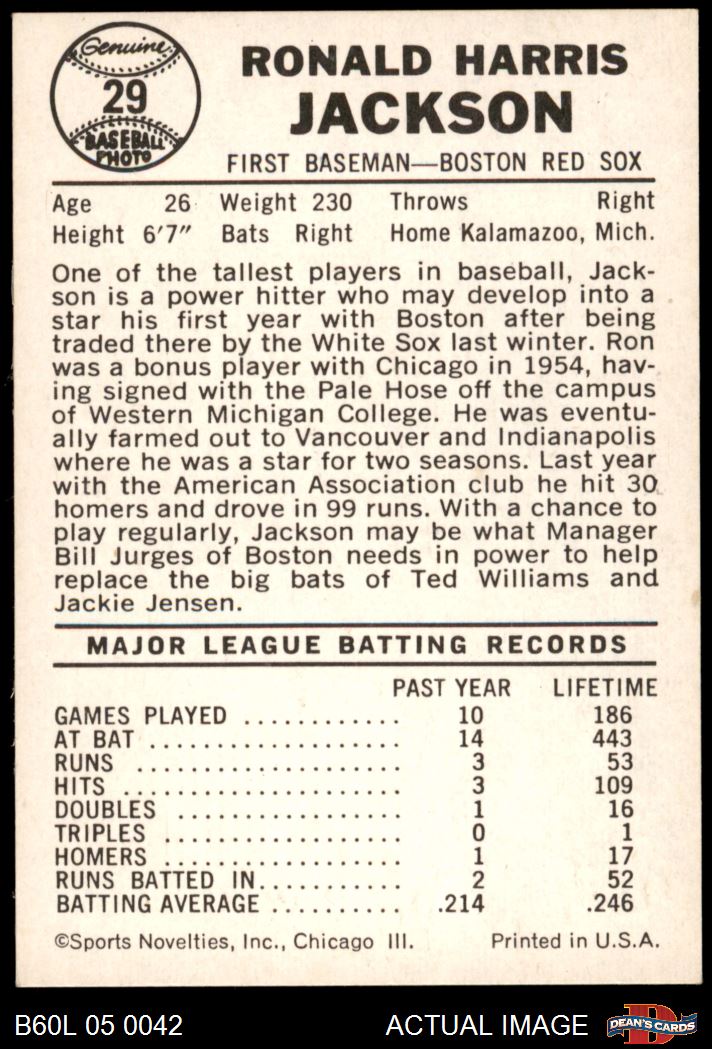 Genuine
29
BASEBALL
PHOTO
RONALD HARRIS
JACKSON
FIRST BASEMAN—BOSTON RED SOX
Age 26 Weight 230 Throws Right
Height 6'7" Bats Right Home Kalamazoo, Mich.
One of the tallest players in baseball, Jack-
son is a power hitter who may develop into a
star his first year with Boston after being
traded there by the White Sox last winter. Ron
was a bonus player with Chicago in 1954, hav-
ing signed with the Pale Hose off the campus
of Western Michigan College. He was eventu-
ally farmed out to Vancouver and Indianapolis
where he was a star for two seasons. Last year
with the American Association club he hit 30
homers and drove in 99 runs. With a chance to
play regularly, Jackson may be what Manager
Bill Jurges of Boston needs in power to help
replace the big bats of Ted Williams and
Jackie Jensen.
MAJOR LEAGUE BATTING RECORDS
PAST YEAR LIFETIME
GAMES PLAYED ............ 10 186
AT BAT ................... 14 443
RUNS .................... 3 53
HITS ..................... 3 109
DOUBLES ................. 1 16
TRIPLES .................. 0 1
HOMERS .................. 1 17
RUNS BATTED IN........... 2 52
BATTING AVERAGE .......... .214 .246
©Sports Novelties, Inc., Chicago Ill. Printed in U.S.A.
B60L 05 0042 ACTUAL IMAGE DEAN'S CARDS